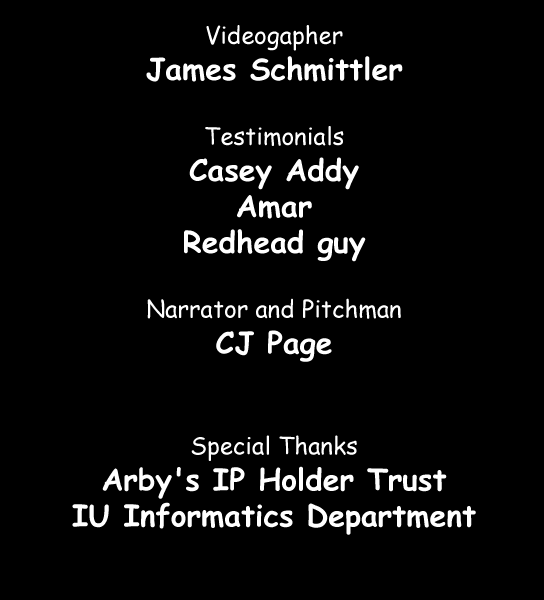 Videogapher
James Schmittler
Testimonials
Casey Addy
Amar
Redhead guy
Narrator and Pitchman
CJ Page
Special Thanks
Arby's IP Holder Trust
IU Informatics Department